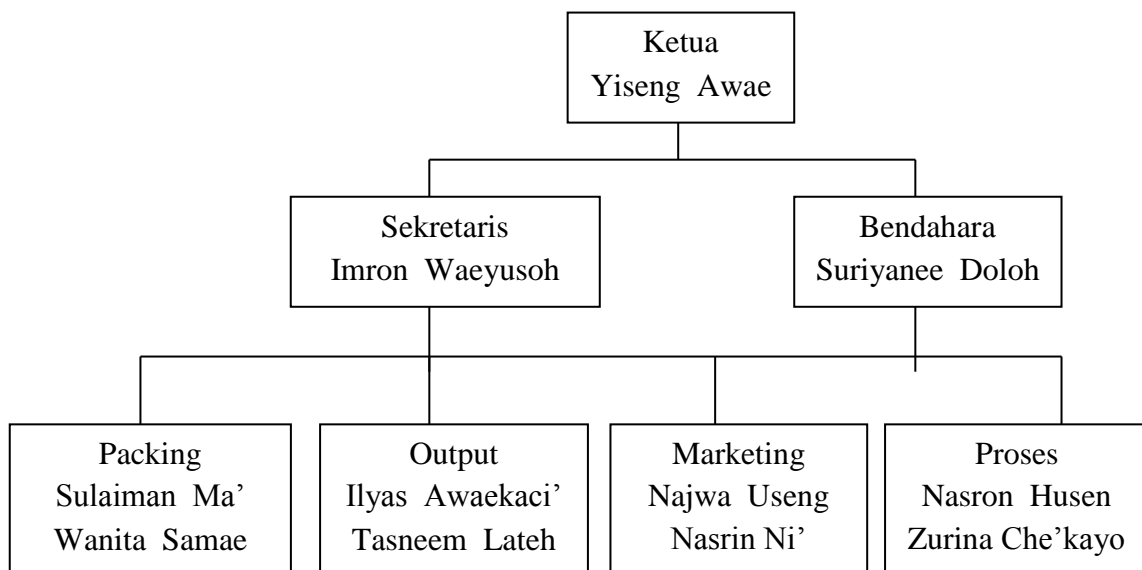 Ketua
Yiseng Awae
Sekretaris
Imron Waeyusoh
Bendahara
Suriyanee Doloh
Packing
Sulaiman Ma’
Wanita Samae
Output
Ilyas Awaekaci’
Tasneem Lateh
Marketing
Najwa Useng
Nasrin Ni’
Proses
Nasron Husen
Zurina Che’kayo